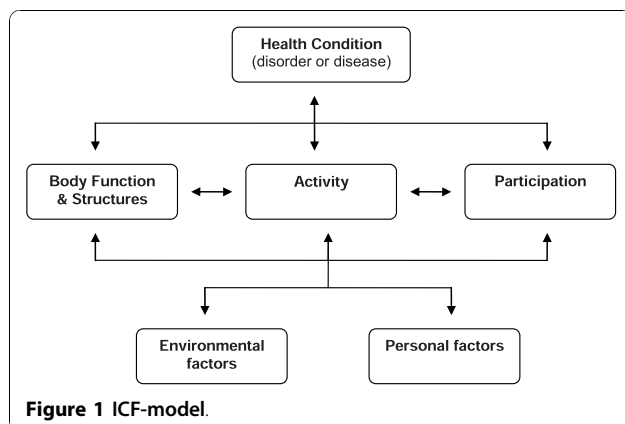 Health Condition
(disorder or disease)
Body Function
& Structures
Activity
Participation
Environmental
factors
Personal factors
Figure 1 ICF-model.